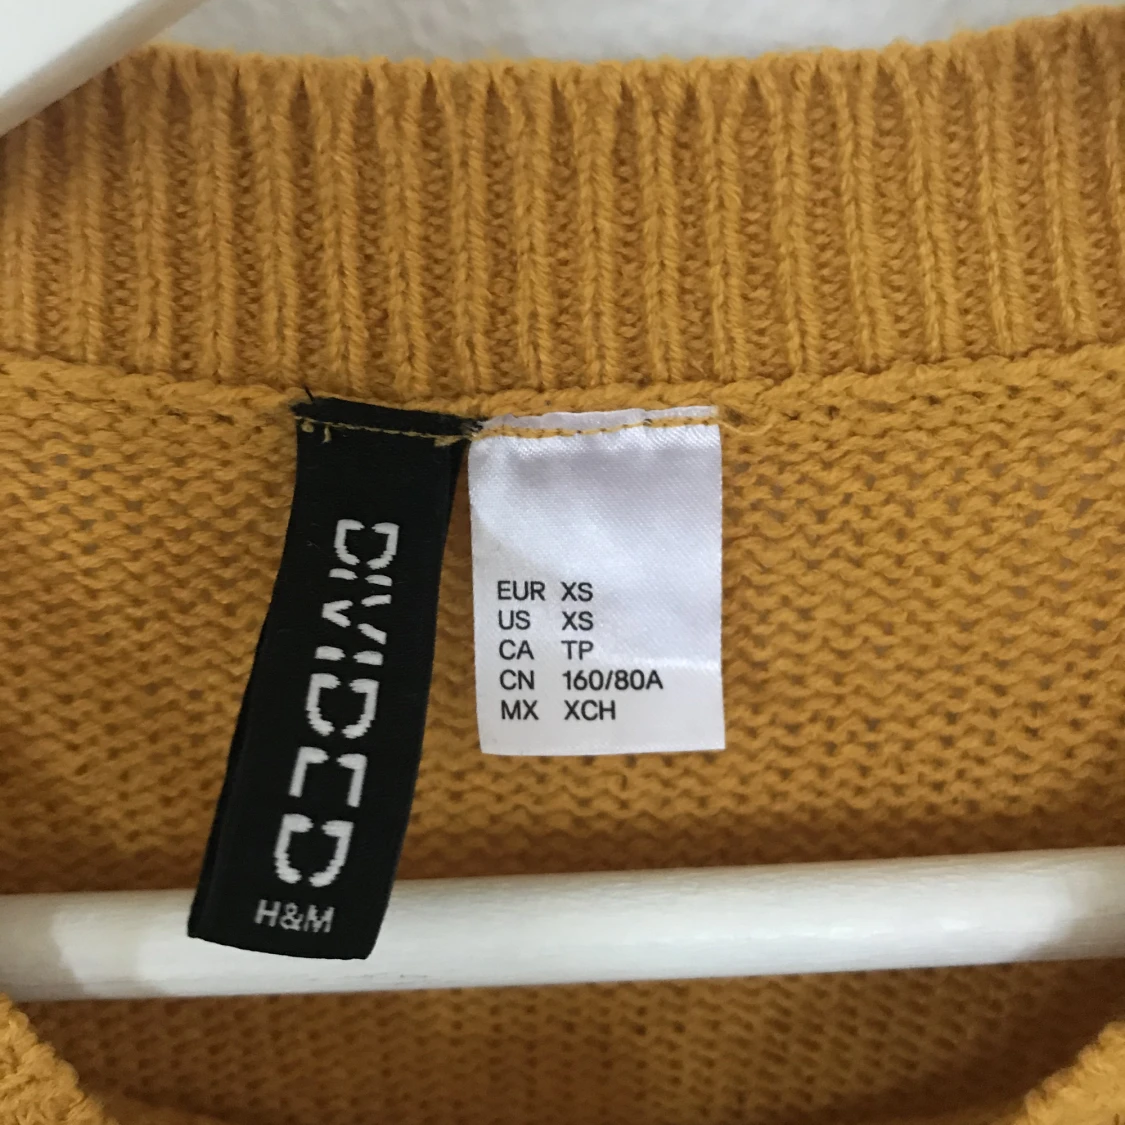 DIVIDED
H&M
EUR XS
US XS
CA TP
CN 160/80A
MX XCH